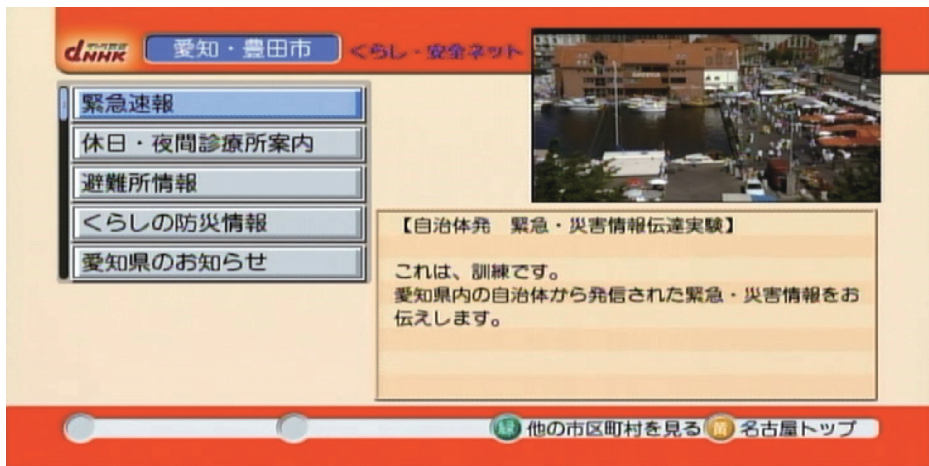 dNHK
愛知・豊田市
くらし・安全ネット
緊急速報
休日・夜間診療所案内
避難所情報
くらしの防災情報
愛知県のお知らせ
【自治体発 緊急・災害情報伝達実験】
これは、訓練です。
愛知県内の自治体から発信された緊急・災害情報をお
伝えします。
緑 他の市区町村を見る 黄 名古屋トップ